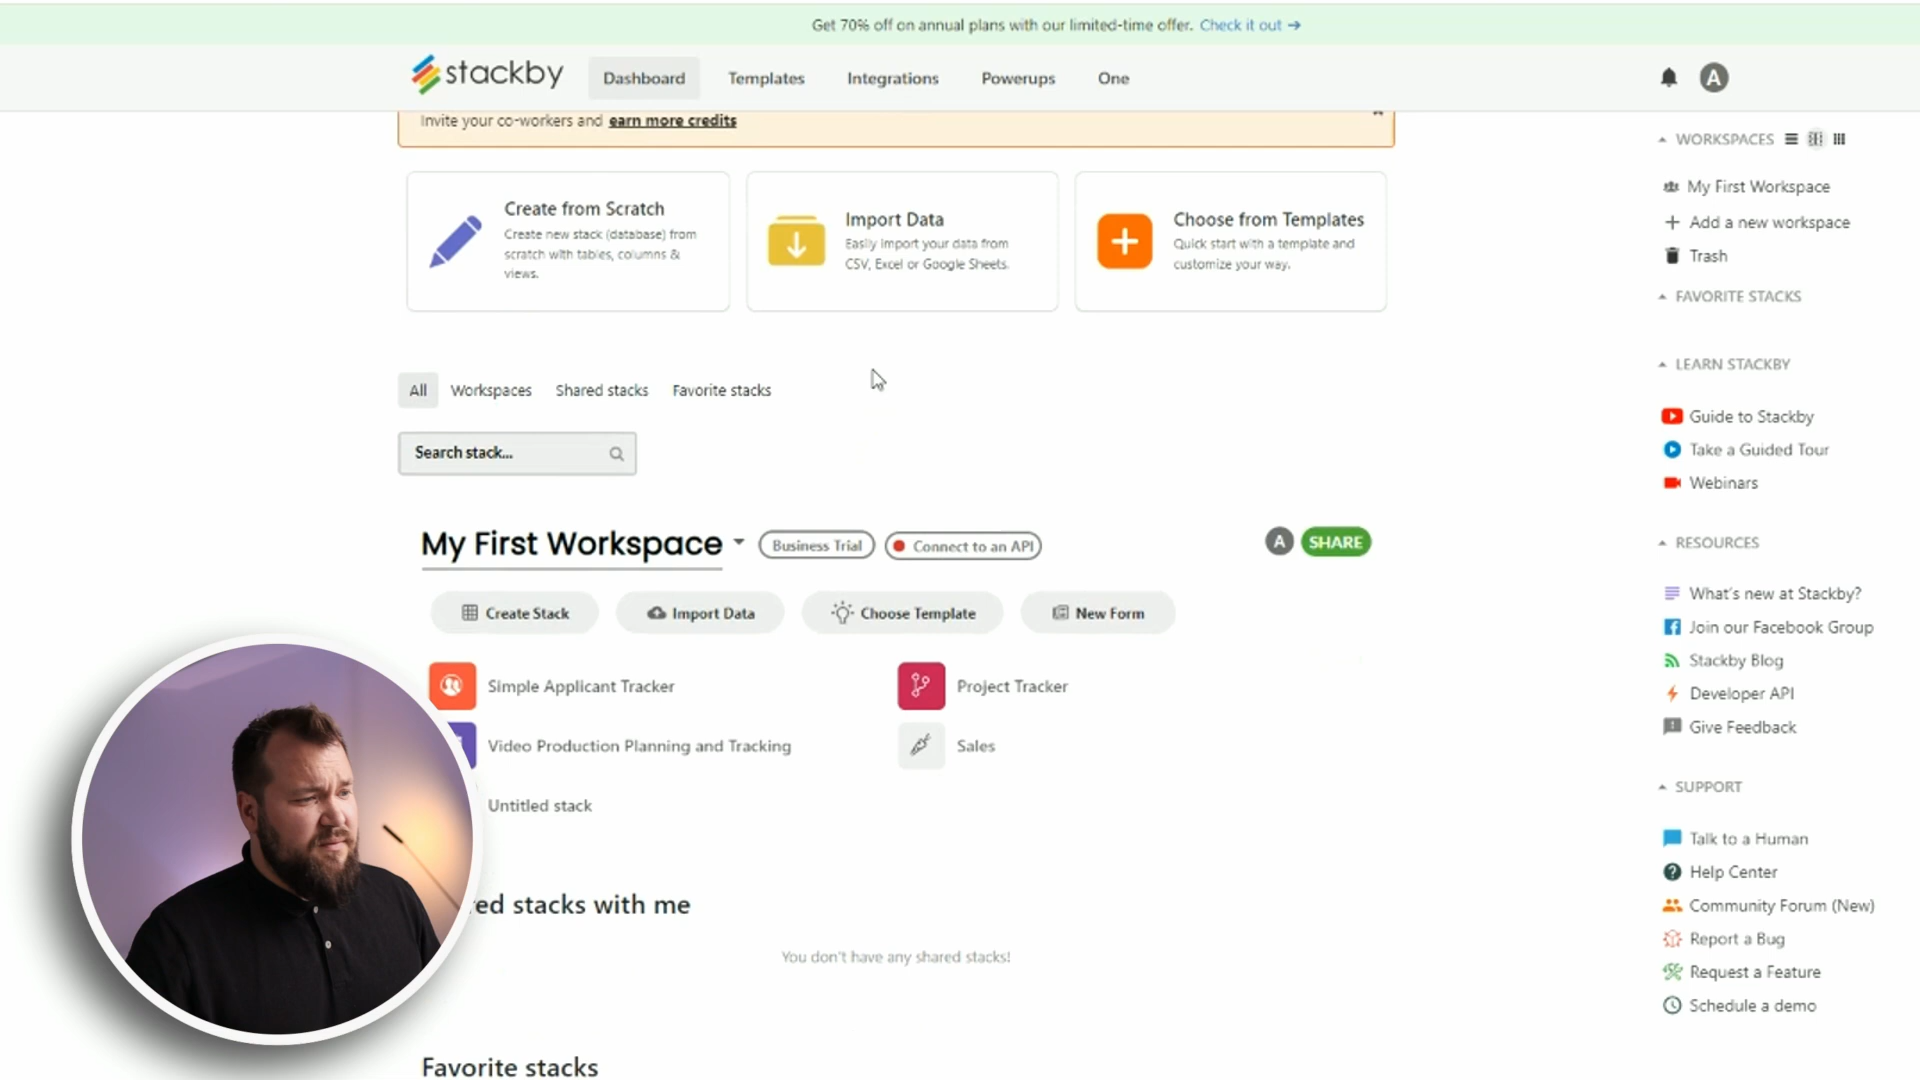 Get 70% off on annual plans with our limited-time offer. Check it out →
stackby
Dashboard
Templates
Integrations
Powerups
One
A
Invite your co-workers and earn more credits
Create from Scratch
Create new stack (database) from
scratch with tables, columns &
views.
Import Data
Easily import your data from
CSV, Excel or Google Sheets.
Choose from Templates
Quick start with a template and
customize your way.
All
Workspaces
Shared stacks
Favorite stacks
Search stack...
My First Workspace
Business Trial
Connect to an API
A
SHARE
Create Stack
Import Data
Choose Template
New Form
Simple Applicant Tracker
Project Tracker
Video Production Planning and Tracking
Sales
Untitled stack
ed stacks with me
You don't have any shared stacks!
Favorite stacks
WORKSPACES
My First Workspace
Add a new workspace
Trash
FAVORITE STACKS
LEARN STACKBY
Guide to Stackby
Take a Guided Tour
Webinars
RESOURCES
What's new at Stackby?
Join our Facebook Group
Stackby Blog
Developer API
Give Feedback
SUPPORT
Talk to a Human
Help Center
Community Forum (New)
Report a Bug
Request a Feature
Schedule a demo